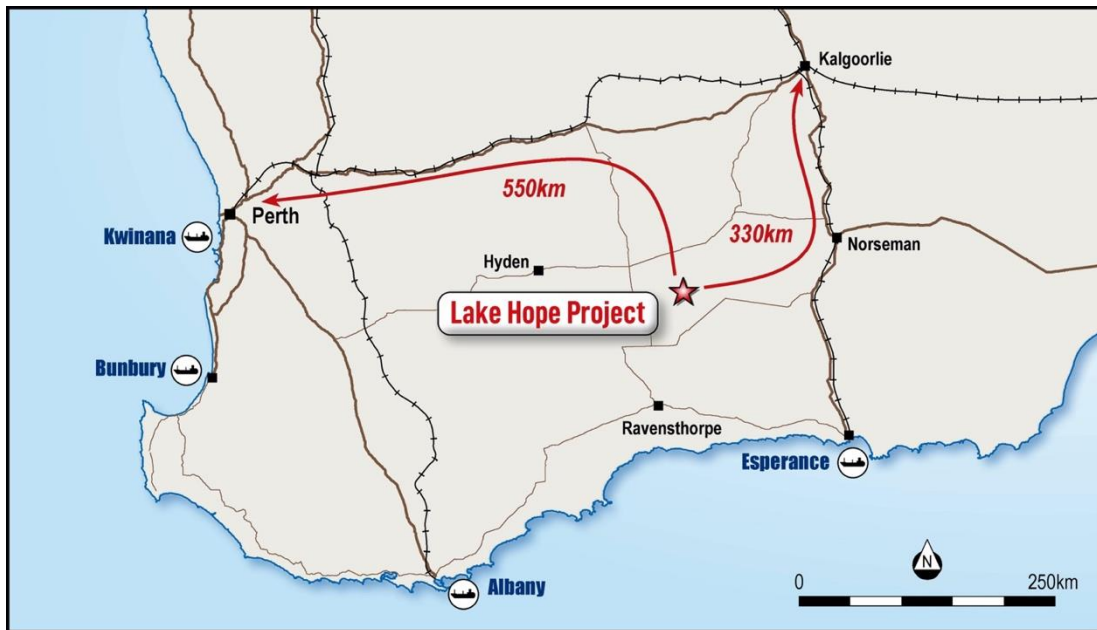 Kalgoorlie
550km
Perth
Kwinana
330km
Norseman
Hyden
Lake Hope Project
Bunbury
Ravensthorpe
Esperance
N
Albany
0 250km